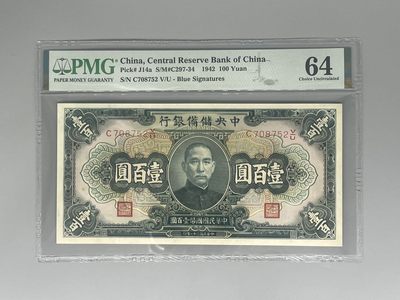 PMG
PAPER MONEY GUARANTY
China, Central Reserve Bank of China
Pick# J14a S/M#C297-34 1942 100 Yuan
S/N C708752 V/U - Blue Signatures
64
Choice Uncirculated
行銀備儲央中
C708752 V/U
C708752 V/U
圓百壹
圓百壹